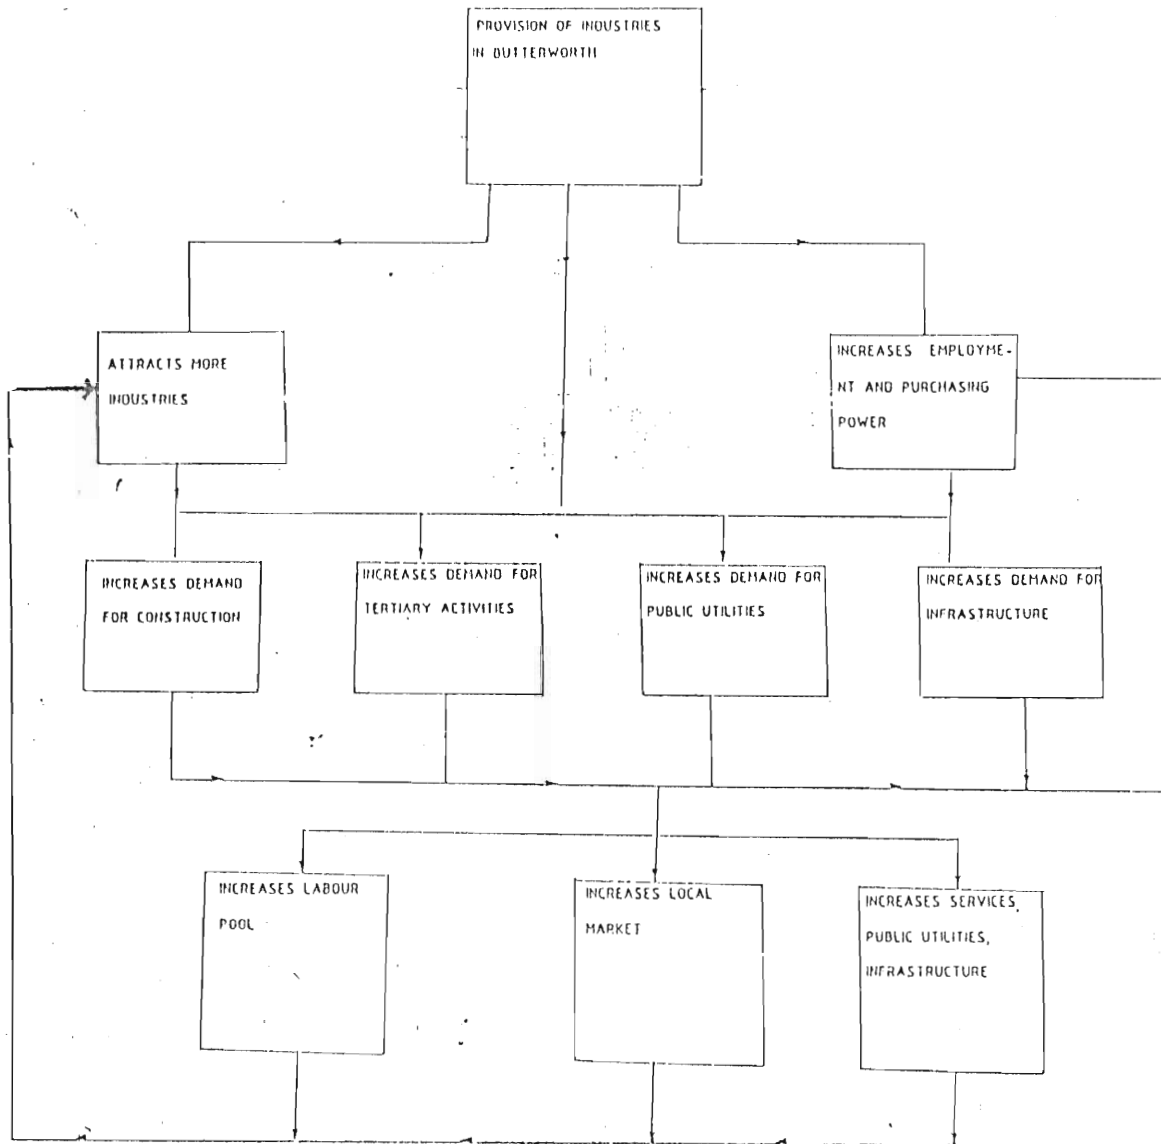 PROVISION OF INDUSTRIES
IN BUTTERWORTH
ATTRACTS MORE
INDUSTRIES
INCREASES EMPLOYME-
NT AND PURCHASING
POWER
INCREASES DEMAND
FOR CONSTRUCTION
INCREASES DEMAND FOR
TERTIARY ACTIVITIES
INCREASES DEMAND FOR
PUBLIC UTILITIES
INCREASES DEMAND FOR
INFRASTRUCTURE
INCREASES LABOUR
POOL
INCREASES LOCAL
MARKET
INCREASES SERVICES,
PUBLIC UTILITIES,
INFRASTRUCTURE